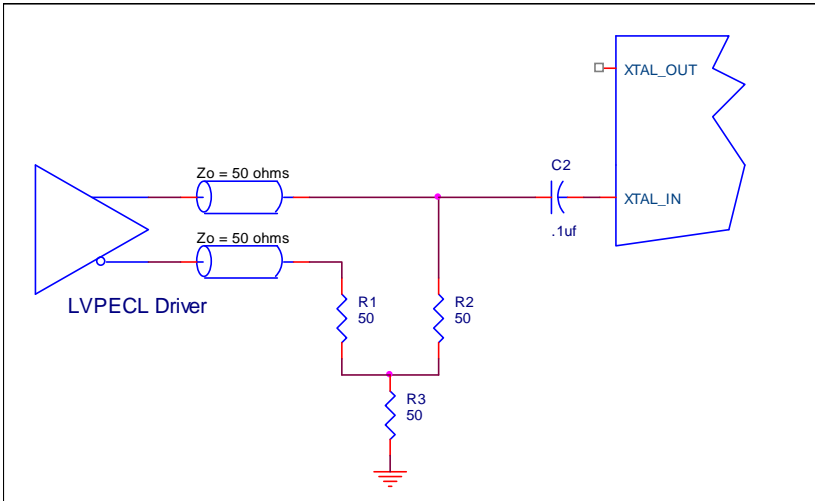 XTAL_OUT
Zo = 50 ohms
C2
XTAL_IN
.1uf
Zo = 50 ohms
LVPECL Driver
R1
50
R2
50
R3
50